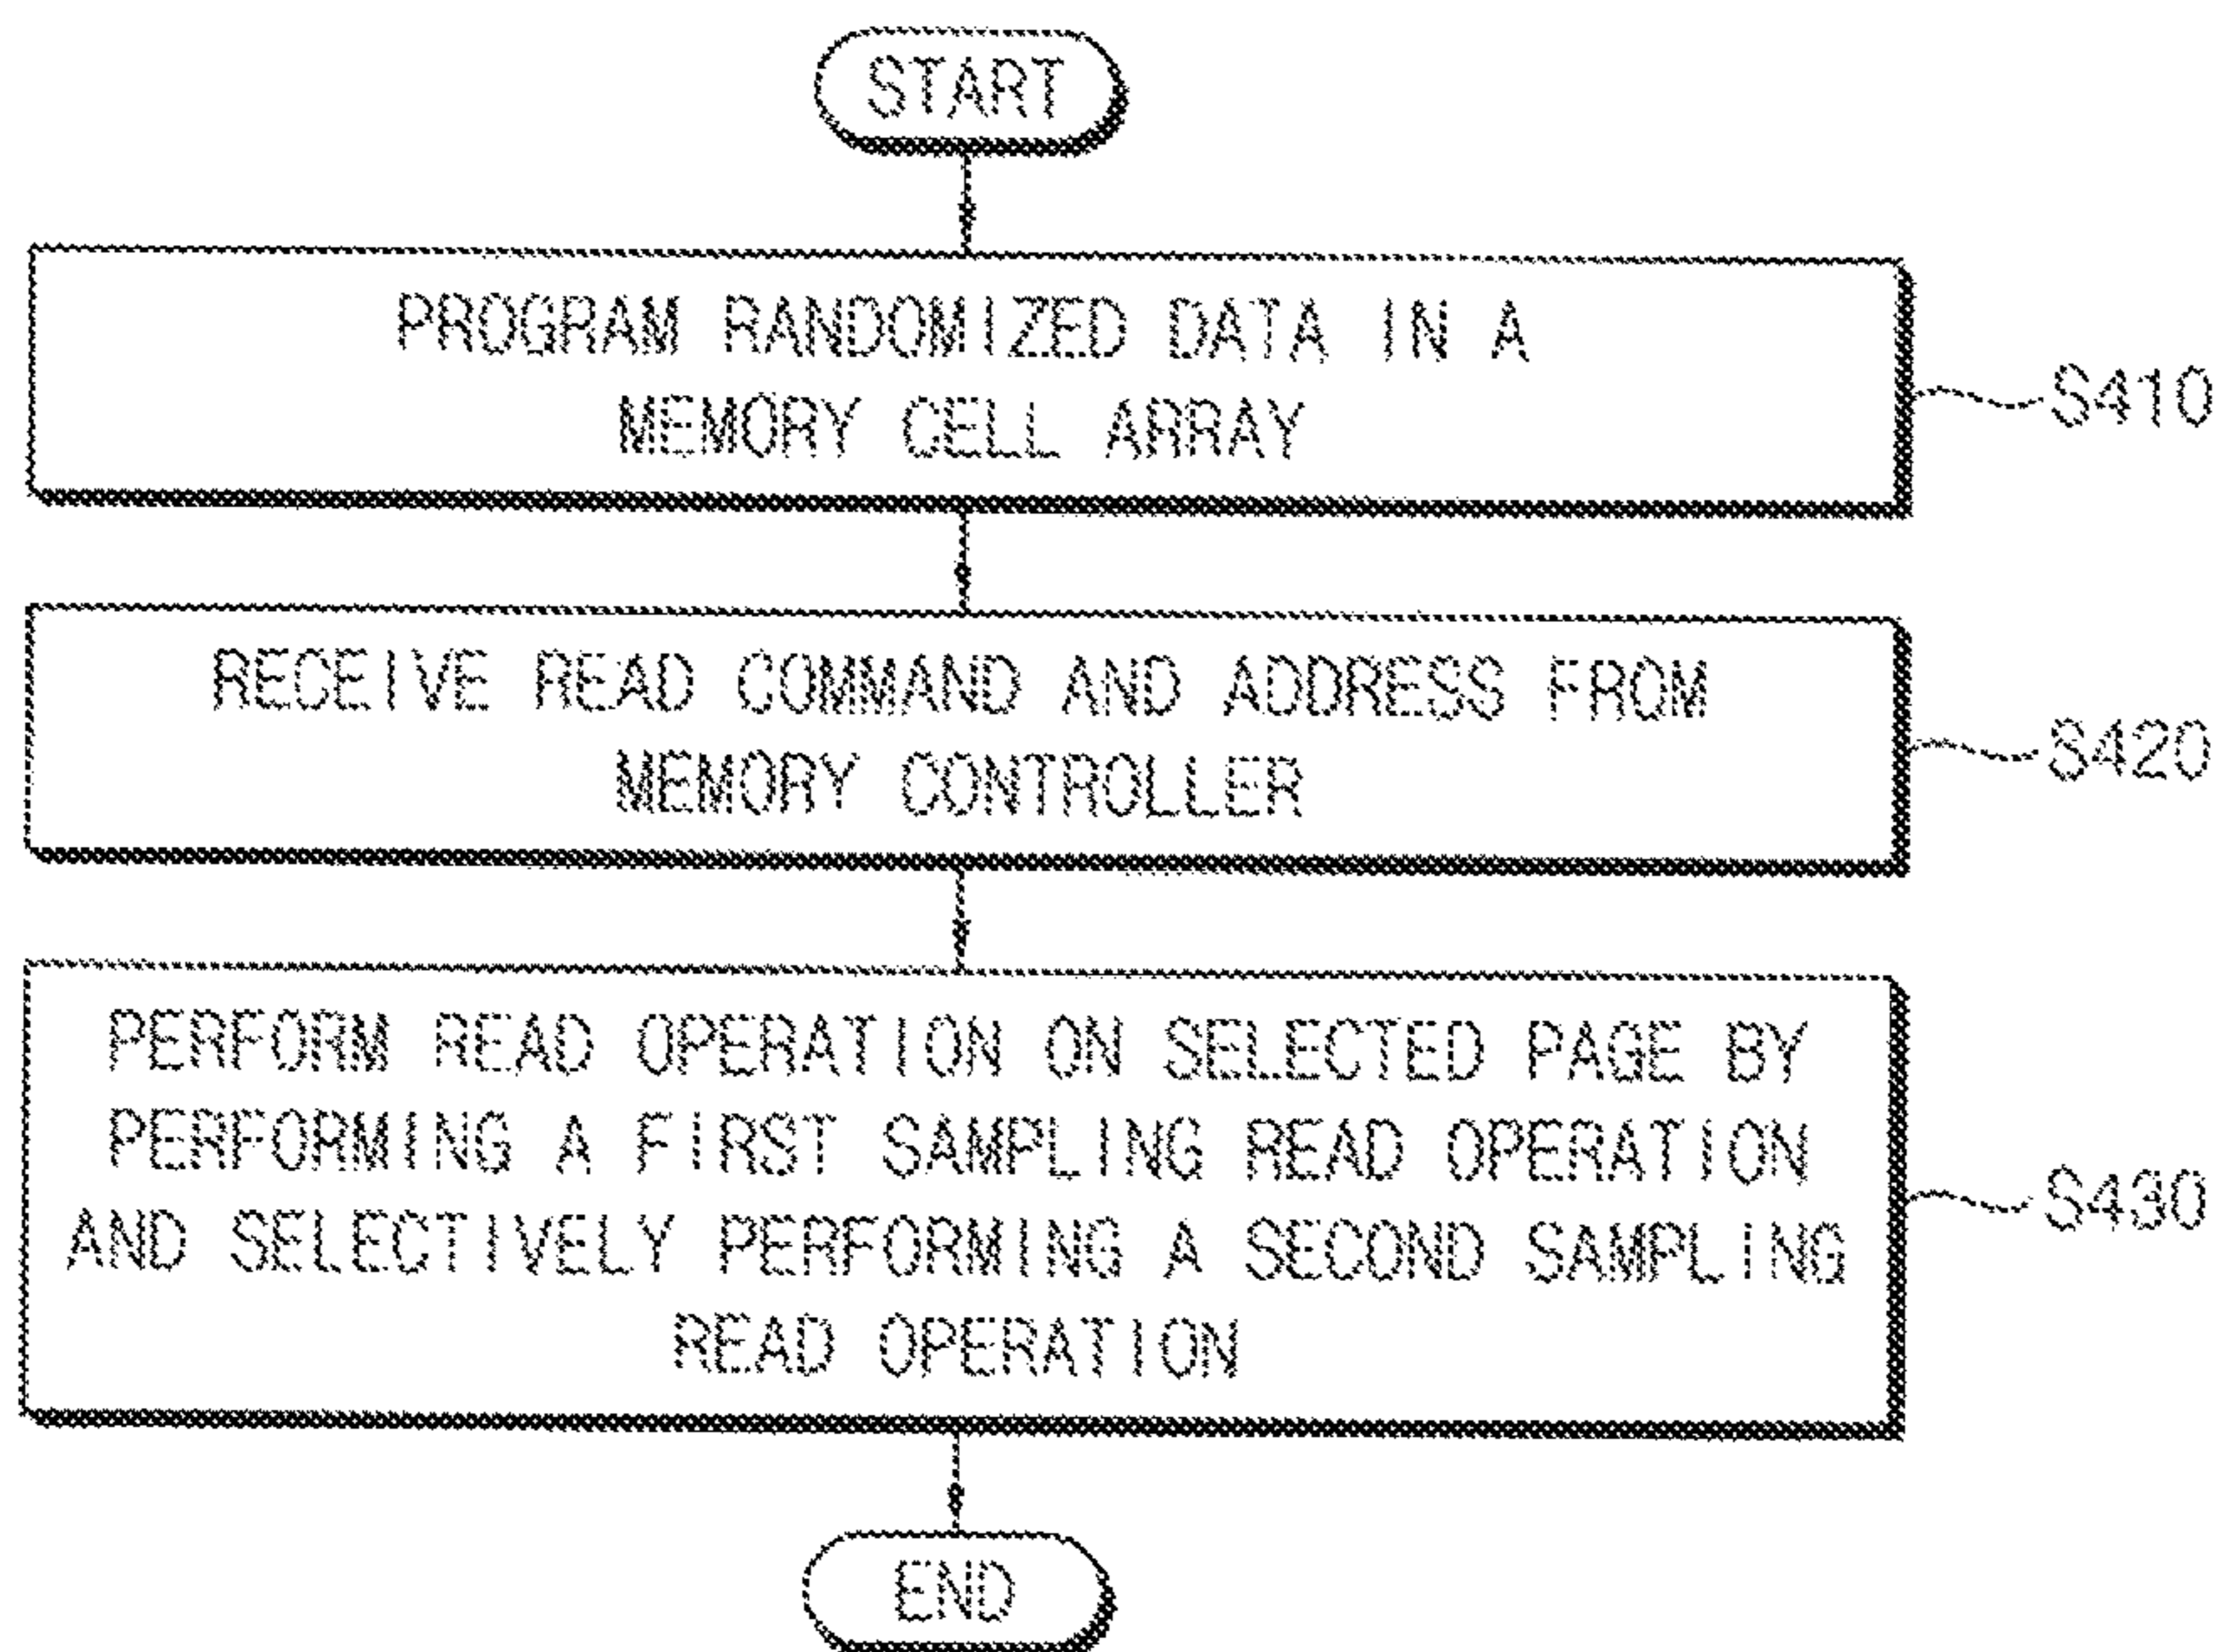 START
PROGRAM RANDOMIZED DATA IN A
MEMORY CELL ARRAY
S410
RECEIVE READ COMMAND AND ADDRESS FROM
MEMORY CONTROLLER
S420
PERFORM READ OPERATION ON SELECTED PAGE BY
PERFORMING A FIRST SAMPLING READ OPERATION
AND SELECTIVELY PERFORMING A SECOND SAMPLING
READ OPERATION
S430
END